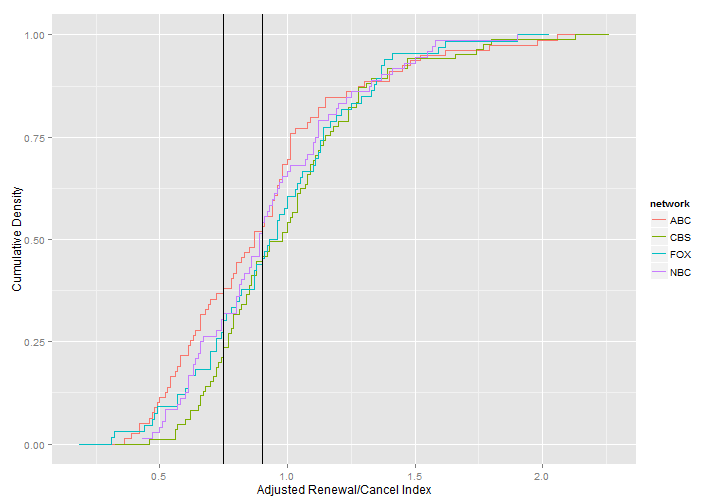 1.00
0.75
0.50
0.25
0.00
Cumulative Density
0.5 1.0 1.5 2.0
Adjusted Renewal/Cancel Index
network
ABC
CBS
FOX
NBC